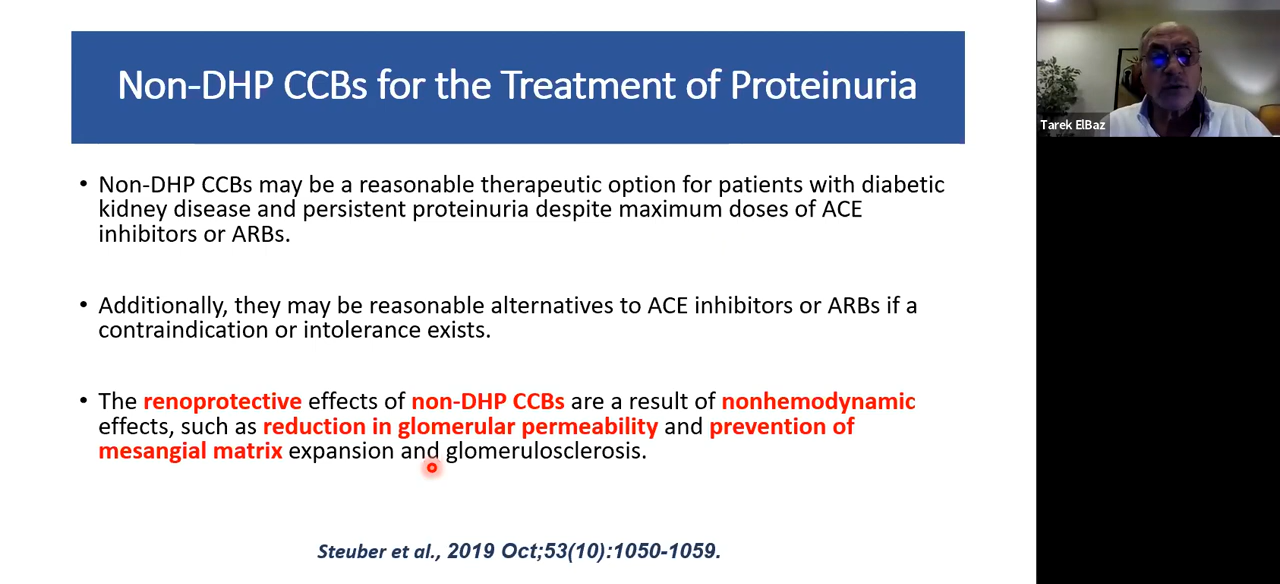 Non-DHP CCBs for the Treatment of Proteinuria
Tarek ElBaz
• Non-DHP CCBs may be a reasonable therapeutic option for patients with diabetic
kidney disease and persistent proteinuria despite maximum doses of ACE
inhibitors or ARBs.
• Additionally, they may be reasonable alternatives to ACE inhibitors or ARBs if a
contraindication or intolerance exists.
• The renoprotective effects of non-DHP CCBs are a result of nonhemodynamic
effects, such as reduction in glomerular permeability and prevention of
mesangial matrix expansion and glomerulosclerosis.
Steuber et al., 2019 Oct;53(10):1050-1059.